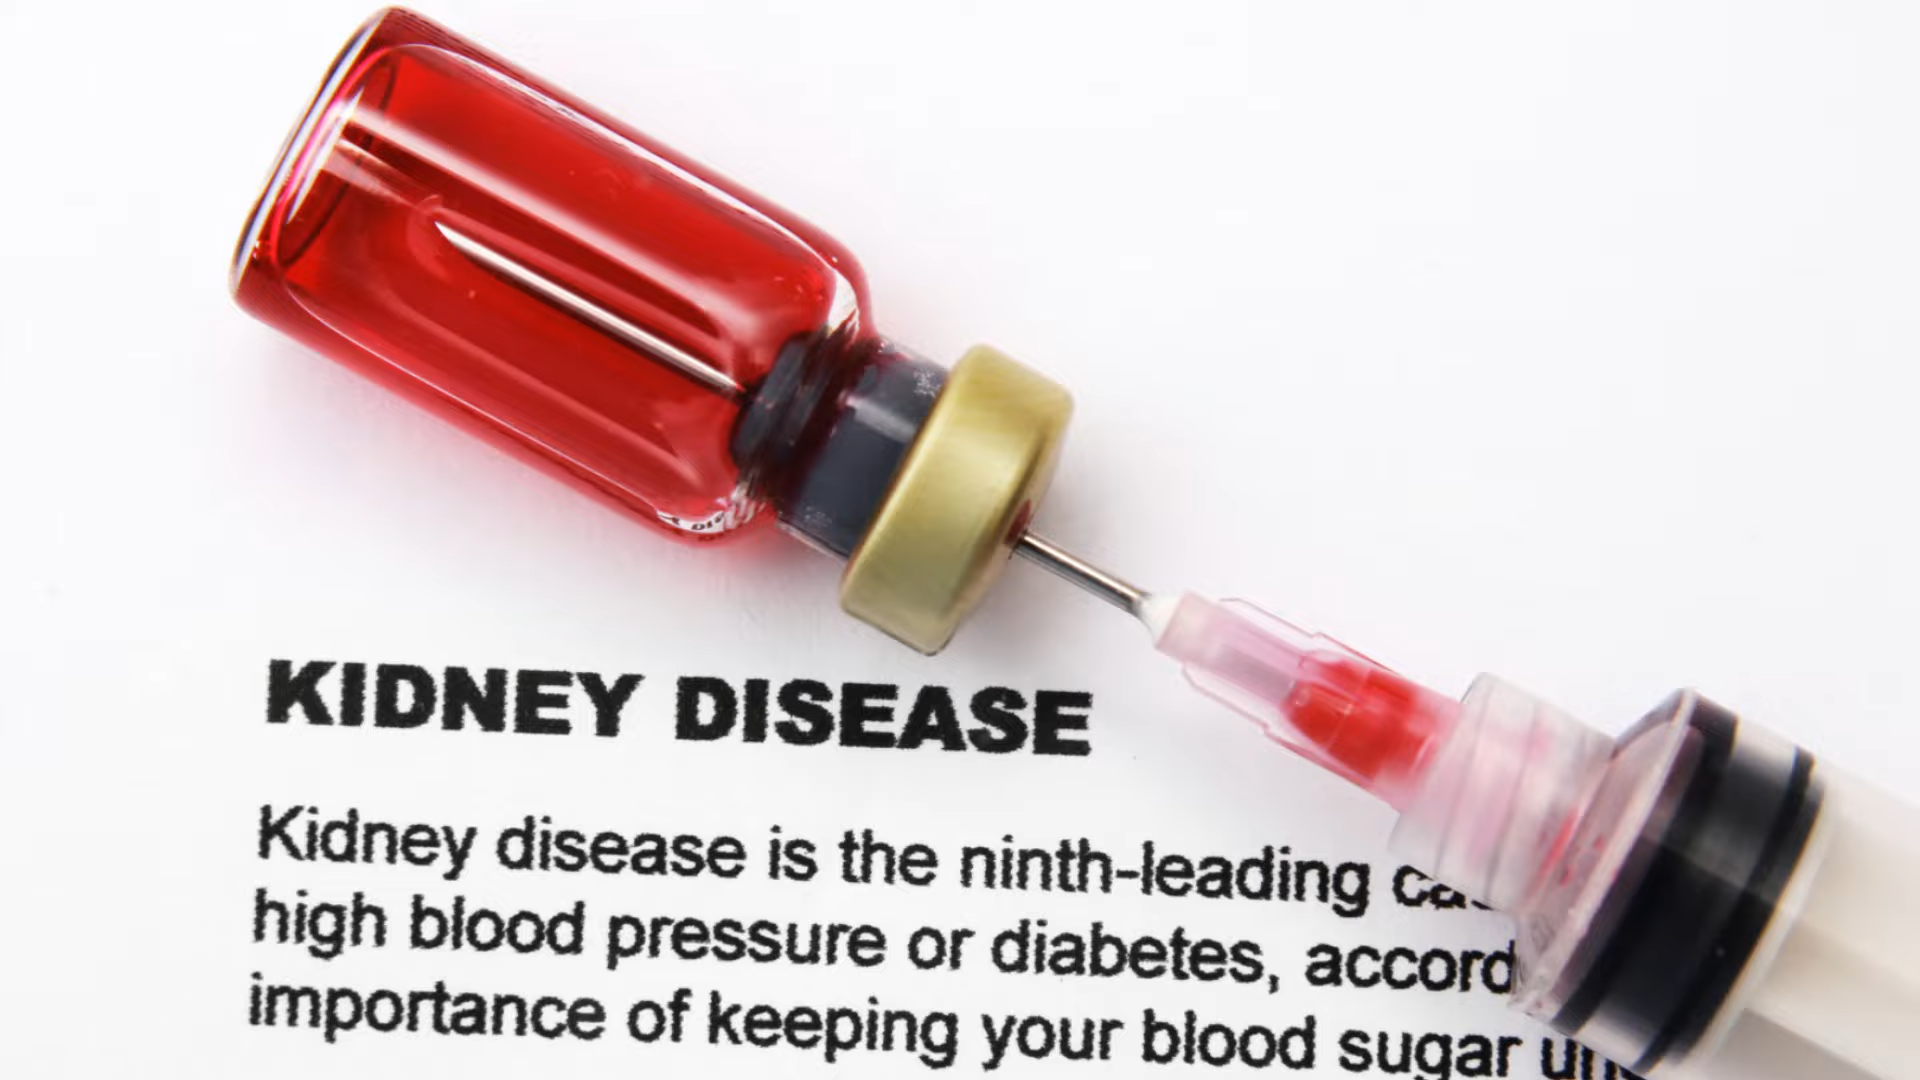 KIDNEY DISEASE
Kidney disease is the ninth-leading
high blood pressure or diabetes,
importance of keeping your blood sugar